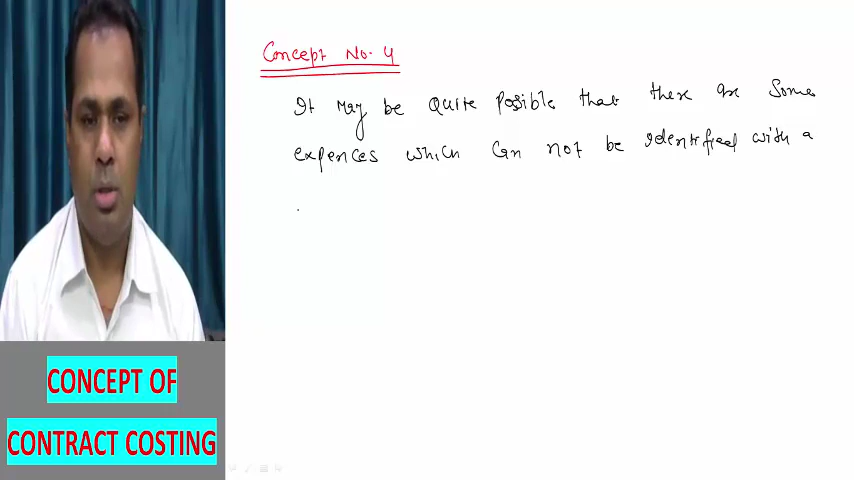 Concept No. 4
It may be quite possible that there are some
expences which can not be identified with a
CONCEPT OF
CONTRACT COSTING